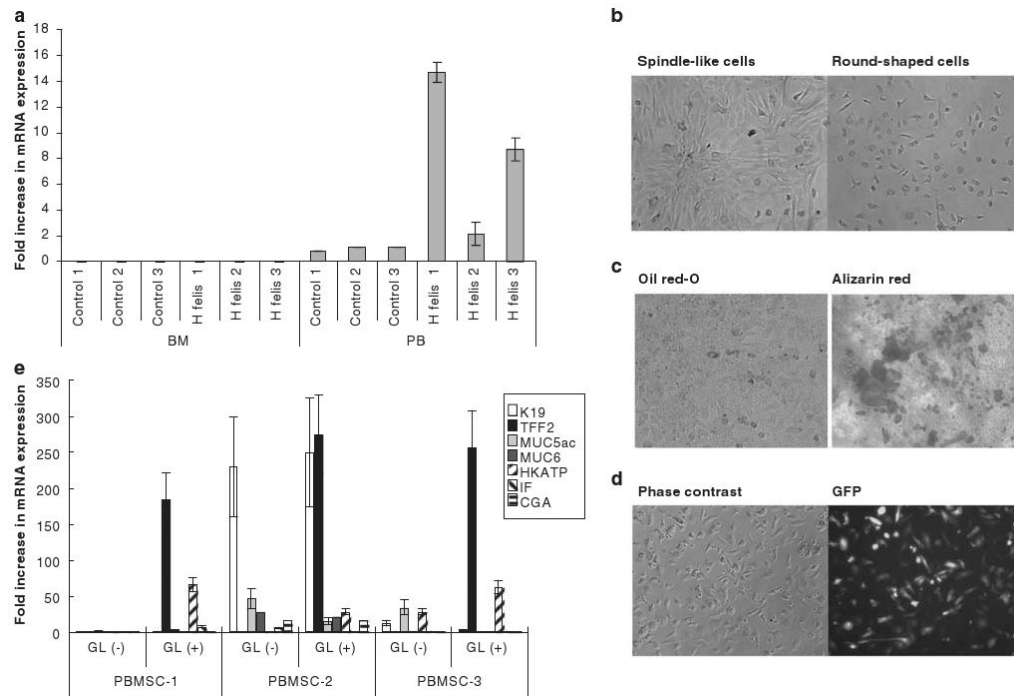 a
Fold increase in mRNA expression
18
16
14
12
10
8
6
4
2
0
Control 1
Control 2
Control 3
H felis 1
H felis 2
H felis 3
Control 1
Control 2
Control 3
H felis 1
H felis 2
H felis 3
BM
PB
b
Spindle-like cells
Round-shaped cells
c
Oil red-O
Alizarin red
d
Phase contrast
GFP
e
Fold increase in mRNA expression
350
300
250
200
150
100
50
0
K19
TFF2
MUC5ac
MUC6
HKATP
IF
CGA
GL (-)
GL (+)
GL (-)
GL (+)
GL (-)
GL (+)
PBMSC-1
PBMSC-2
PBMSC-3